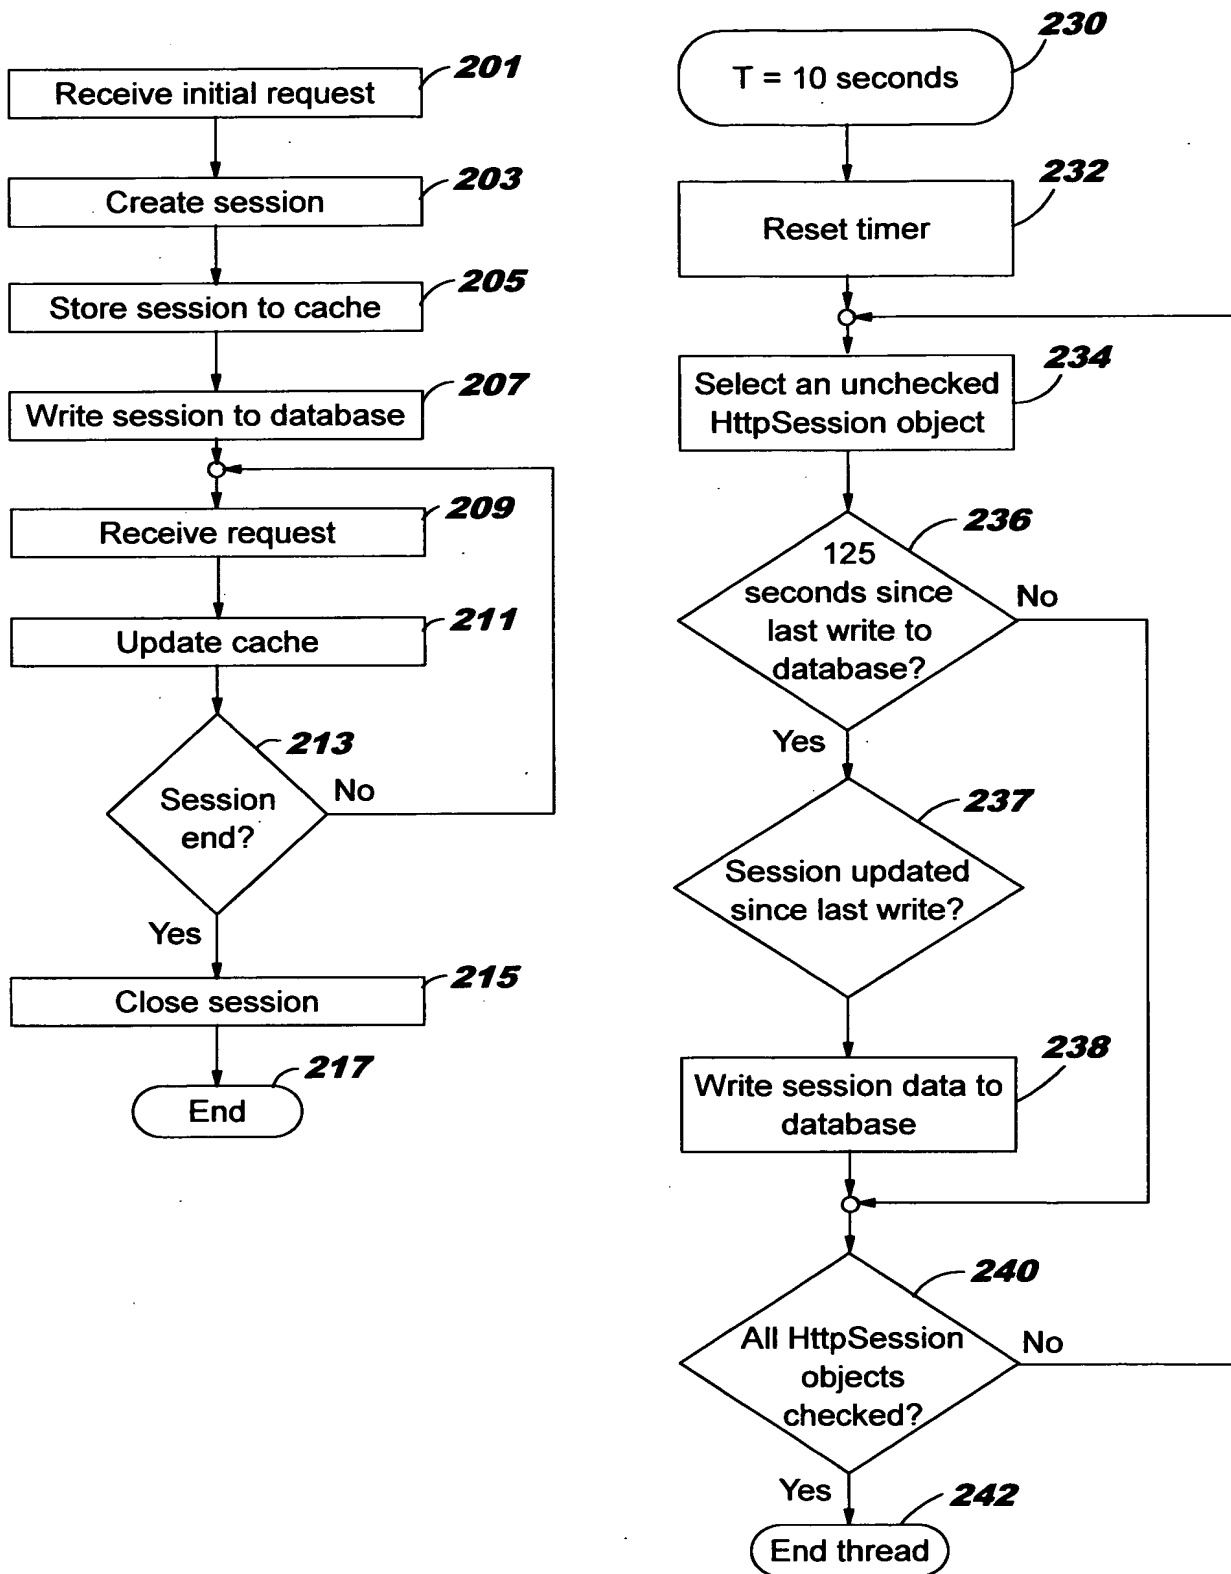 201
Receive initial request
203
Create session
205
Store session to cache
207
Write session to database
209
Receive request
211
Update cache
213
Session
end?
No
Yes
215
Close session
217
End
230
T = 10 seconds
232
Reset timer
234
Select an unchecked
HttpSession object
236
125
seconds since
last write to
database?
No
Yes
237
Session updated
since last write?
238
Write session data to
database
240
All HttpSession
objects
checked?
No
Yes
242
End thread